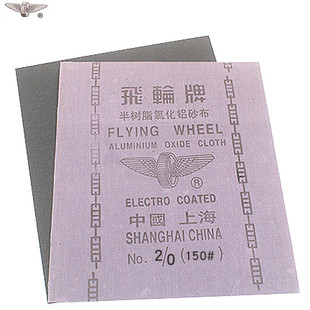 ®
飛輪牌
半树脂氧化铝砂布
FLYING WHEEL
ALUMINIUM OXIDE CLOTH
®
ELECTRO COATED
中國 上海
SHANGHAI CHINA
No. 2/0 (150#)